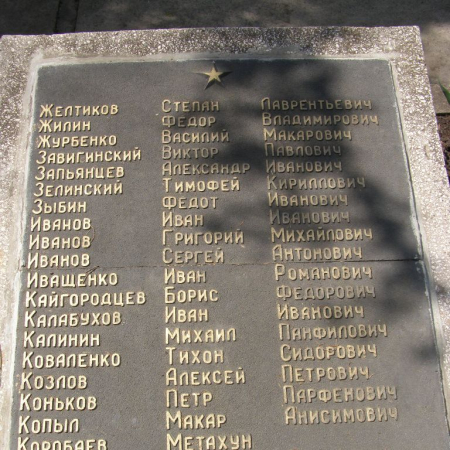 Желтиков Степан Лаврентьевич
Жилин Федор Владимирович
Журбенко Василий Макарович
Завигинский Виктор Павлович
Запьянцев Александр Иванович
Зелинский Тимофей Кириллович
Зыбин Федот Иванович
Иванов Иван Иванович
Иванов Григорий Михайлович
Иванов Сергей Антонович
Иващенко Иван Романович
Кайгородцев Борис Федорович
Калабухов Иван Иванович
Калинин Михаил Панфилович
Коваленко Тихон Сидорович
Козлов Алексей Петрович
Коньков Петр Парфенович
Копыл Макар Анисимович
Коробаев Метахун